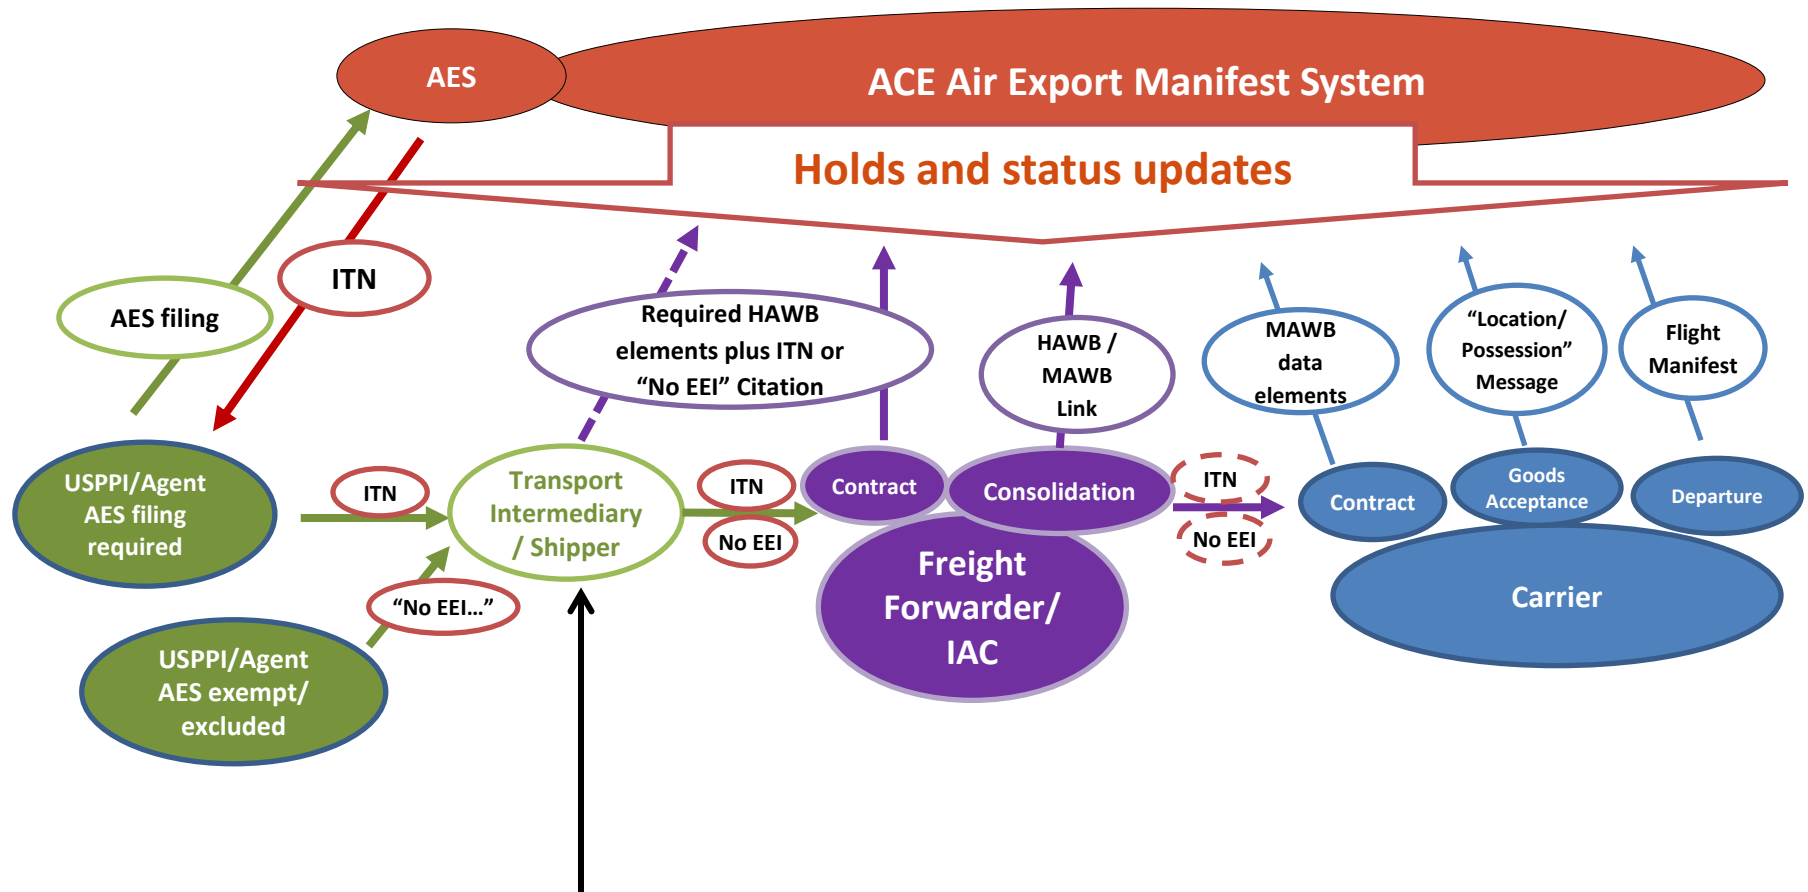 AES
ACE Air Export Manifest System
Holds and status updates
AES filing
ITN
Required HAWB
elements plus ITN or
“No EEI” Citation
HAWB /
MAWB
Link
MAWB
data
elements
“Location/
Possession”
Message
Flight
Manifest
USPPI/Agent
AES filing
required
ITN
Transport
Intermediary
/ Shipper
ITN
No EEI
Contract
Consolidation
ITN
No EEI
Contract
Goods
Acceptance
Departure
“No EEI...”
Freight
Forwarder/
IAC
Carrier
USPPI/Agent
AES exempt/
excluded